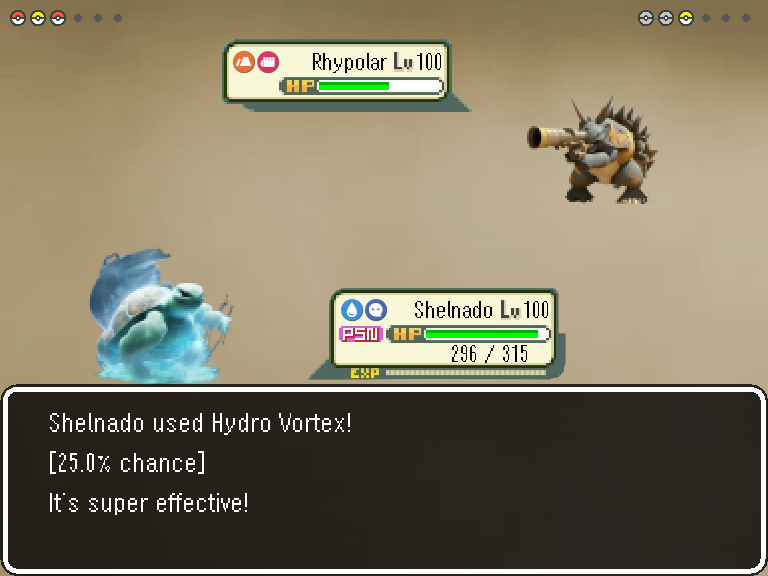 Rhypolar Lv100
HP
Shelnado Lv100
PSN HP
296 / 315
EXP
Shelnado used Hydro Vortex!
[25.0% chance]
It's super effective!